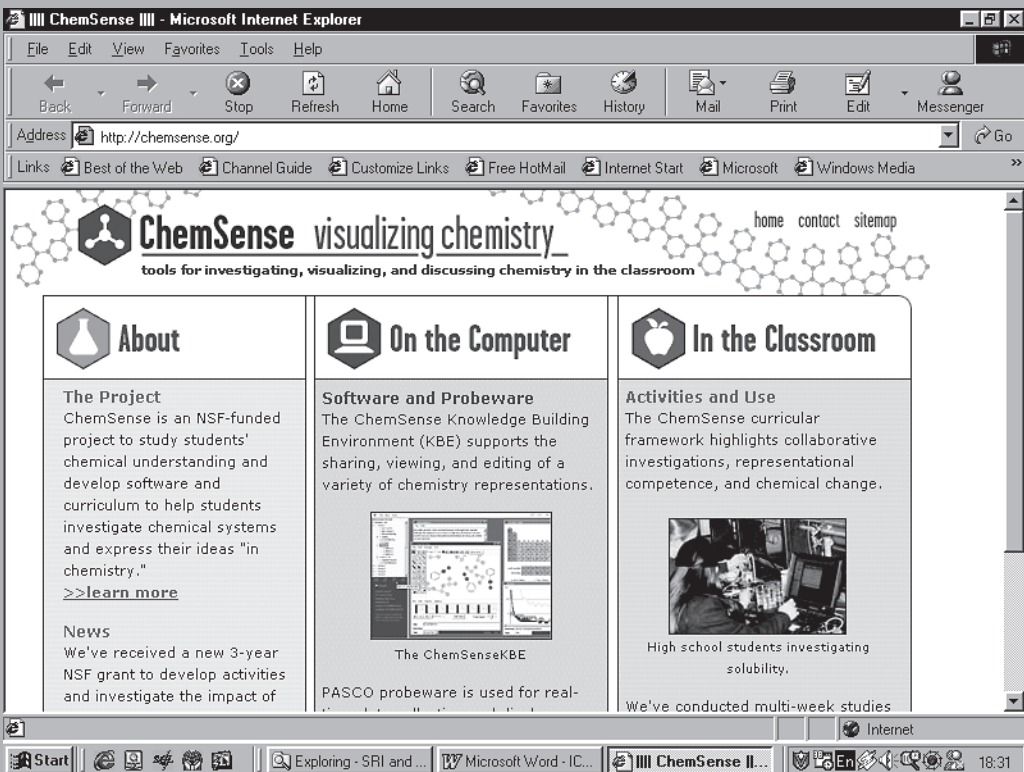 |||| ChemSense |||| - Microsoft Internet Explorer
File Edit View Favorites Tools Help
Back Forward Stop Refresh Home Search Favorites History Mail Print Edit Messenger
Address http://chemsense.org/ Go
Links Best of the Web Channel Guide Customize Links Free HotMail Internet Start Microsoft Windows Media »
ChemSense visualizing chemistry_
home contact sitemap
tools for investigating, visualizing, and discussing chemistry in the classroom
About
The Project
ChemSense is an NSF-funded
project to study students'
chemical understanding and
develop software and
curriculum to help students
investigate chemical systems
and express their ideas "in
chemistry."
>>learn more
News
We've received a new 3-year
NSF grant to develop activities
and investigate the impact of
On the Computer
Software and Probeware
The ChemSense Knowledge Building
Environment (KBE) supports the
sharing, viewing, and editing of a
variety of chemistry representations.
The ChemSenseKBE
PASCO probeware is used for real-
In the Classroom
Activities and Use
The ChemSense curricular
framework highlights collaborative
investigations, representational
competence, and chemical change.
High school students investigating
solubility.
We've conducted multi-week studies
Internet
Start Exploring - SRI and ... Microsoft Word - IC... |||| ChemSense ||... En 18:31